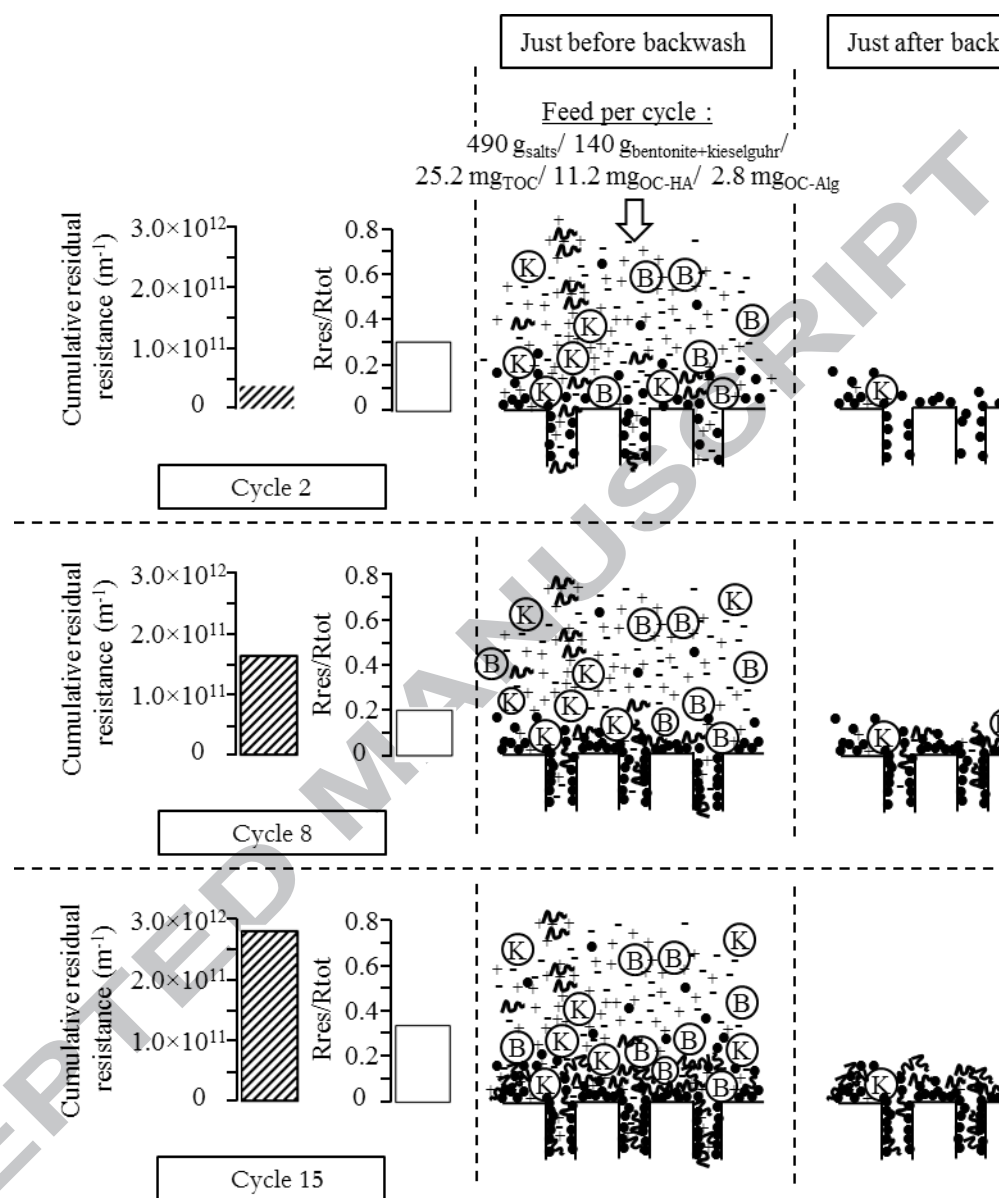 Just before backwash
Just after back
Feed per cycle :
490 gsalts/ 140 gbentonite+kieselguhr/
25.2 mgTOC/ 11.2 mgOC-HA/ 2.8 mgOC-Alg
Cumulative residual
resistance (m-1)
3.0×10¹²
2.0×10¹¹
1.0×10¹¹
0
Rres/Rtot
0.8
0.6
0.4
0.2
0
K
B
B
K
B
K
K
B
K
B
K
B
K
Cycle 2
Cumulative residual
resistance (m-1)
3.0×10¹²
2.0×10¹¹
1.0×10¹¹
0
Rres/Rtot
0.8
0.6
0.4
0.2
0
K
K
B
B
B
K
B
K
K
B
K
B
K
B
K
Cycle 8
Cumulative residual
resistance (m-1)
3.0×10¹²
2.0×10¹¹
1.0×10¹¹
0
Rres/Rtot
0.8
0.6
0.4
0.2
0
K
K
B
B
B
K
B
K
B
B
K
K
B
K
B
K
Cycle 15
EPTED MANUSCRIPT